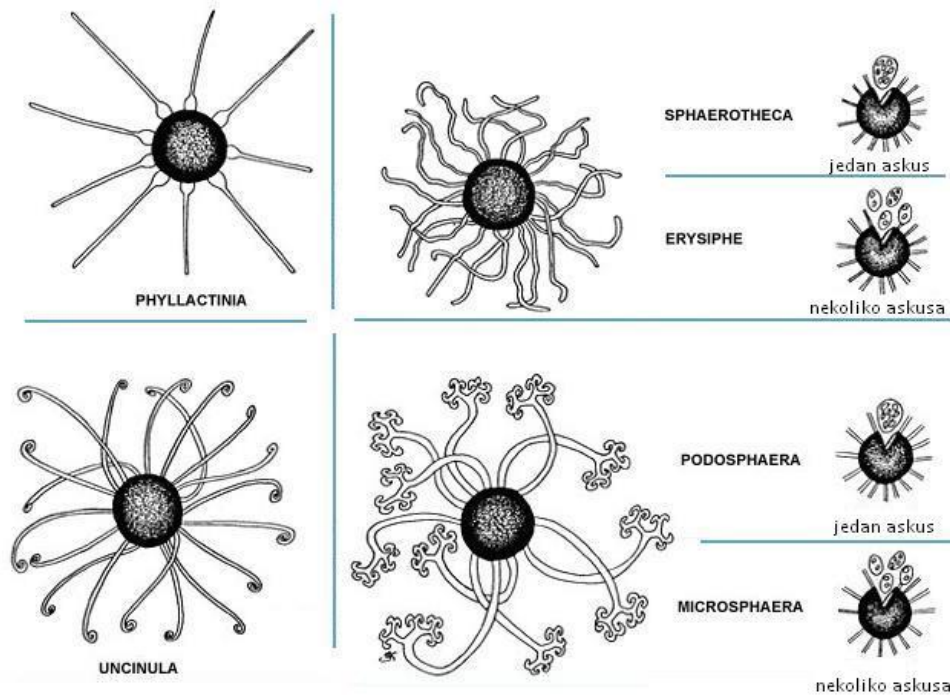 PHYLLACTINIA
SPHAEROTHECA
jedan askus
ERYSIPHE
nekoliko askusa
UNCINULA
PODOSPHAERA
jedan askus
MICROSPHAERA
nekoliko askusa